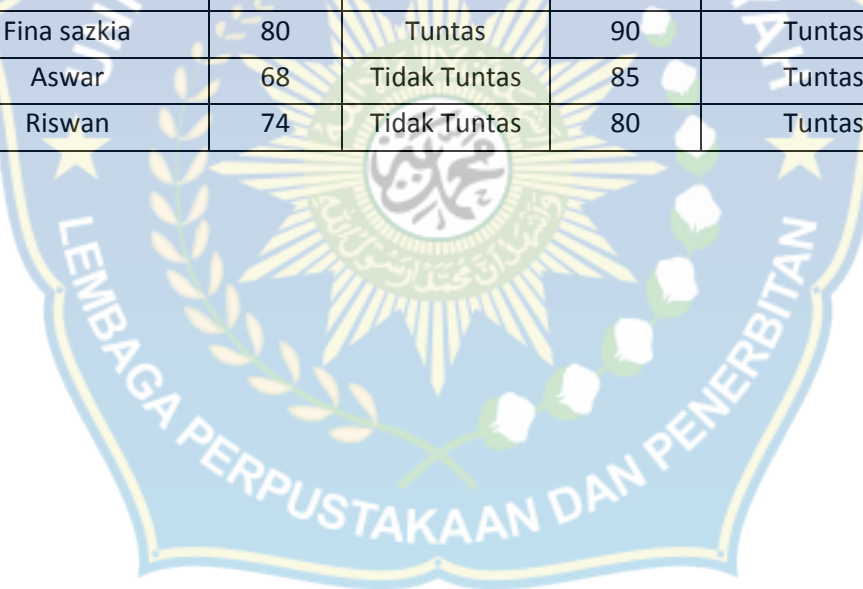 Fina sazkia 80 Tuntas 90 Tuntas
Aswar 68 Tidak Tuntas 85 Tuntas
Riswan 74 Tidak Tuntas 80 Tuntas
محمد
LEMBAGA PERPUSTAKAAN DAN PENERBITAN